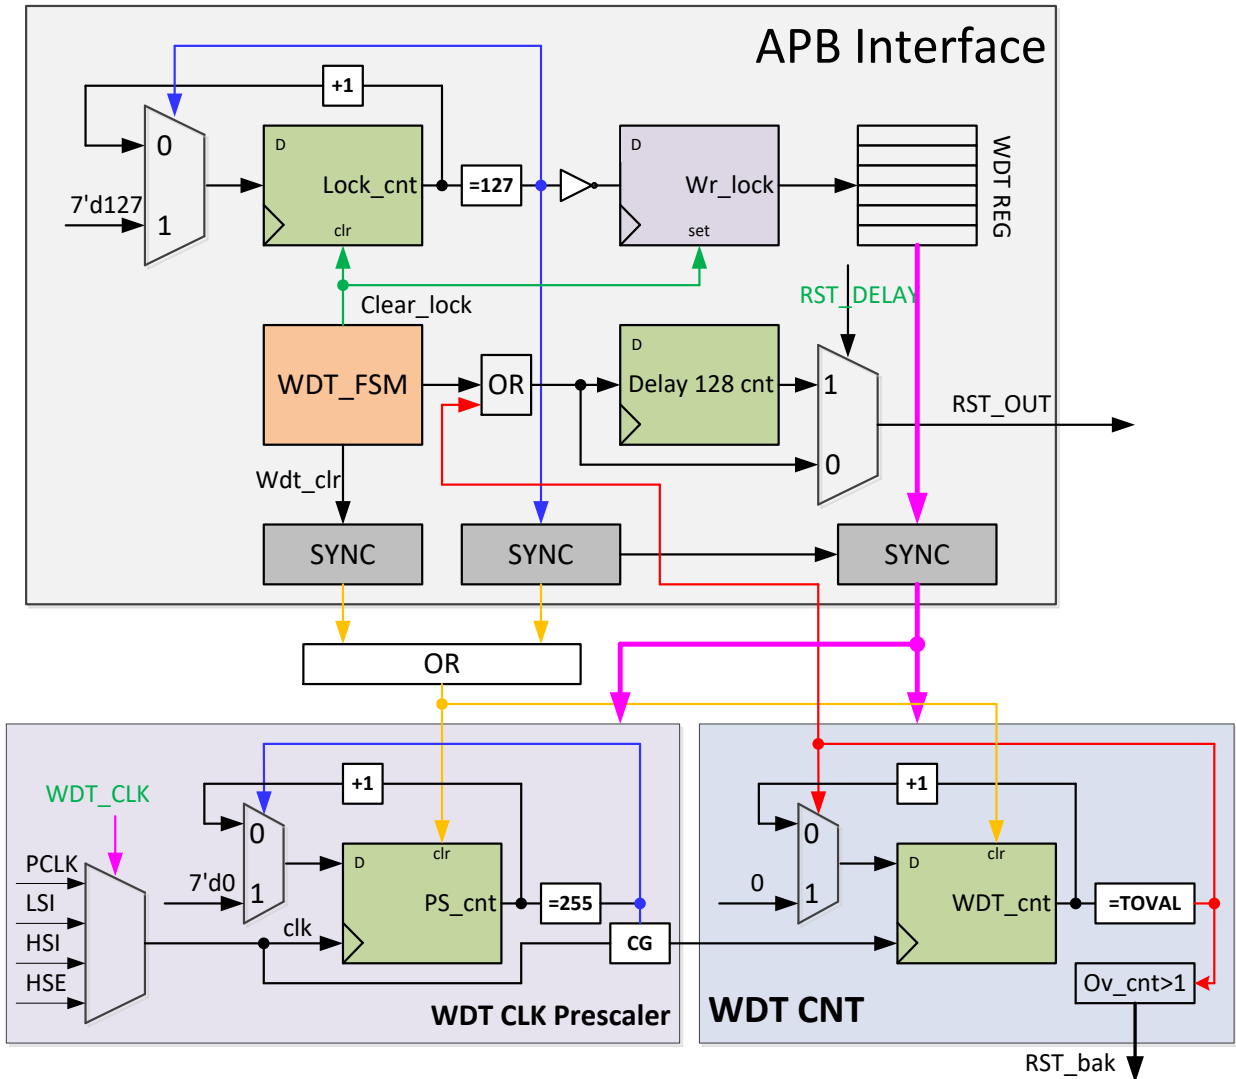 APB Interface
+1
0
D
Lock_cnt
=127
D
Wr_lock
WDT REG
7'd127
1
clr
set
Clear_lock
RST_DELAY
WDT_FSM
OR
D
Delay 128 cnt
1
RST_OUT
0
Wdt_clr
SYNC
SYNC
SYNC
OR
WDT_CLK
+1
0
7'd0
1
D
clr
PS_cnt
=255
PCLK
LSI
HSI
HSE
clk
CG
WDT CLK Prescaler
+1
0
0
1
D
clr
WDT_cnt
=TOVAL
Ov_cnt>1
WDT CNT
RST_bak